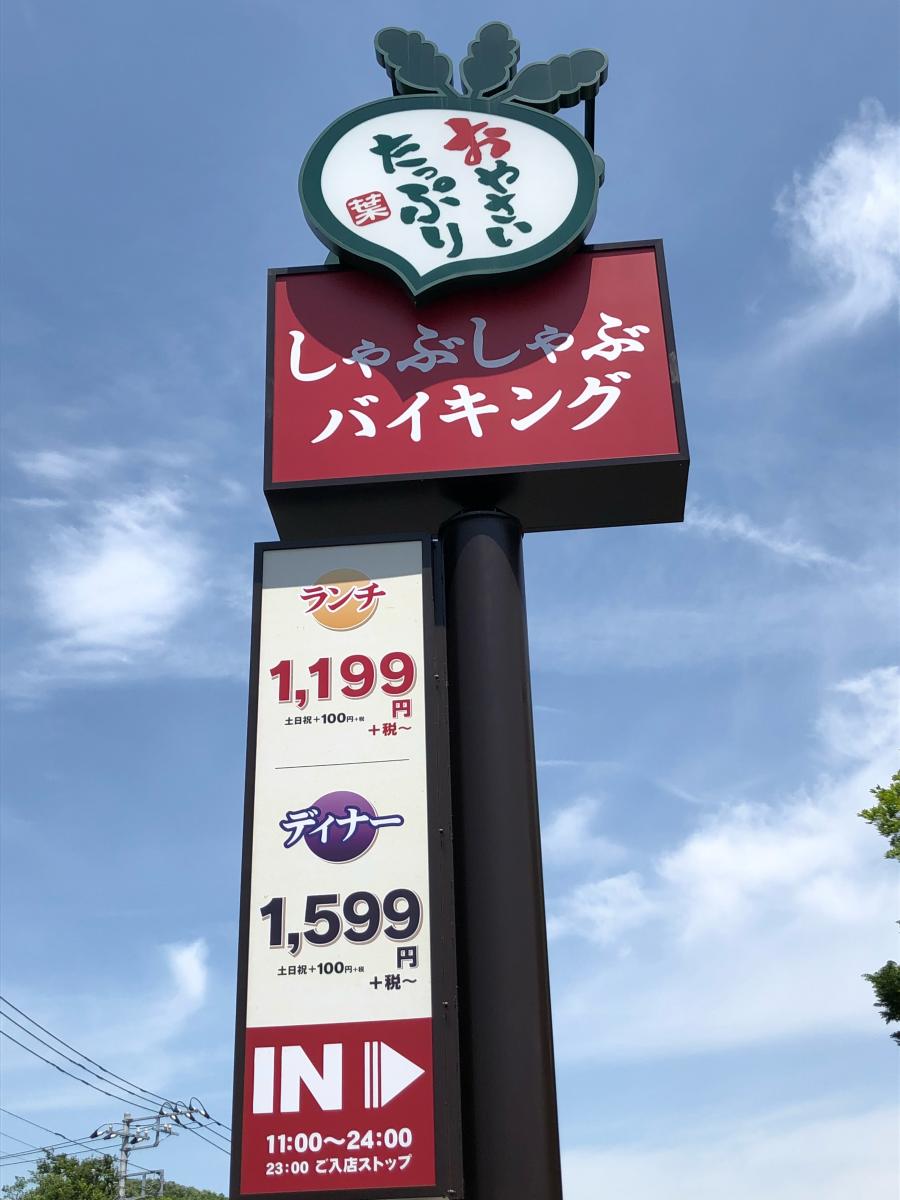 おやさい
たっぷり
葉
しゃぶしゃぶ
バイキング
ランチ
1,199円
土日祝+100円+税
+税～
ディナー
1,599円
土日祝+100円+税
+税～
IN
11:00～24:00
23:00 ご入店ストップ